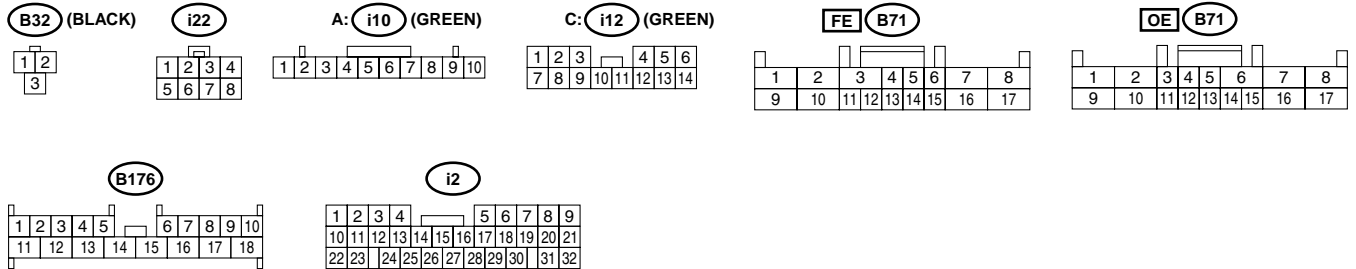 B32 (BLACK) i22 A: i10 (GREEN) C: i12 (GREEN) FE B71 OE B71
1 2
3
1 2 3 4
5 6 7 8
1 2 3 4 5 6 7 8 9 10
1 2 3 4 5 6
7 8 9 10 11 12 13 14
1 2 3 4 5 6 7 8
9 10 11 12 13 14 15 16 17
1 2 3 4 5 6 7 8
9 10 11 12 13 14 15 16 17
B176 i2
1 2 3 4 5 6 7 8 9 10
11 12 13 14 15 16 17 18
1 2 3 4 5 6 7 8 9
10 11 12 13 14 15 16 17 18 19 20 21
22 23 24 25 26 27 28 29 30 31 32